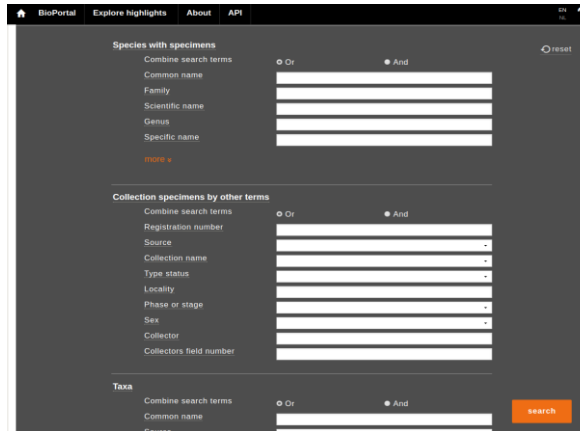 BioPortal Explore highlights About API EN
NL
Species with specimens reset
Combine search terms Or And
Common name
Family
Scientific name
Genus
Specific name
more
Collection specimens by other terms
Combine search terms Or And
Registration number
Source
Collection name
Type status
Locality
Phase or stage
Sex
Collector
Collectors field number
Taxa
Combine search terms Or And
Common name
search
Source